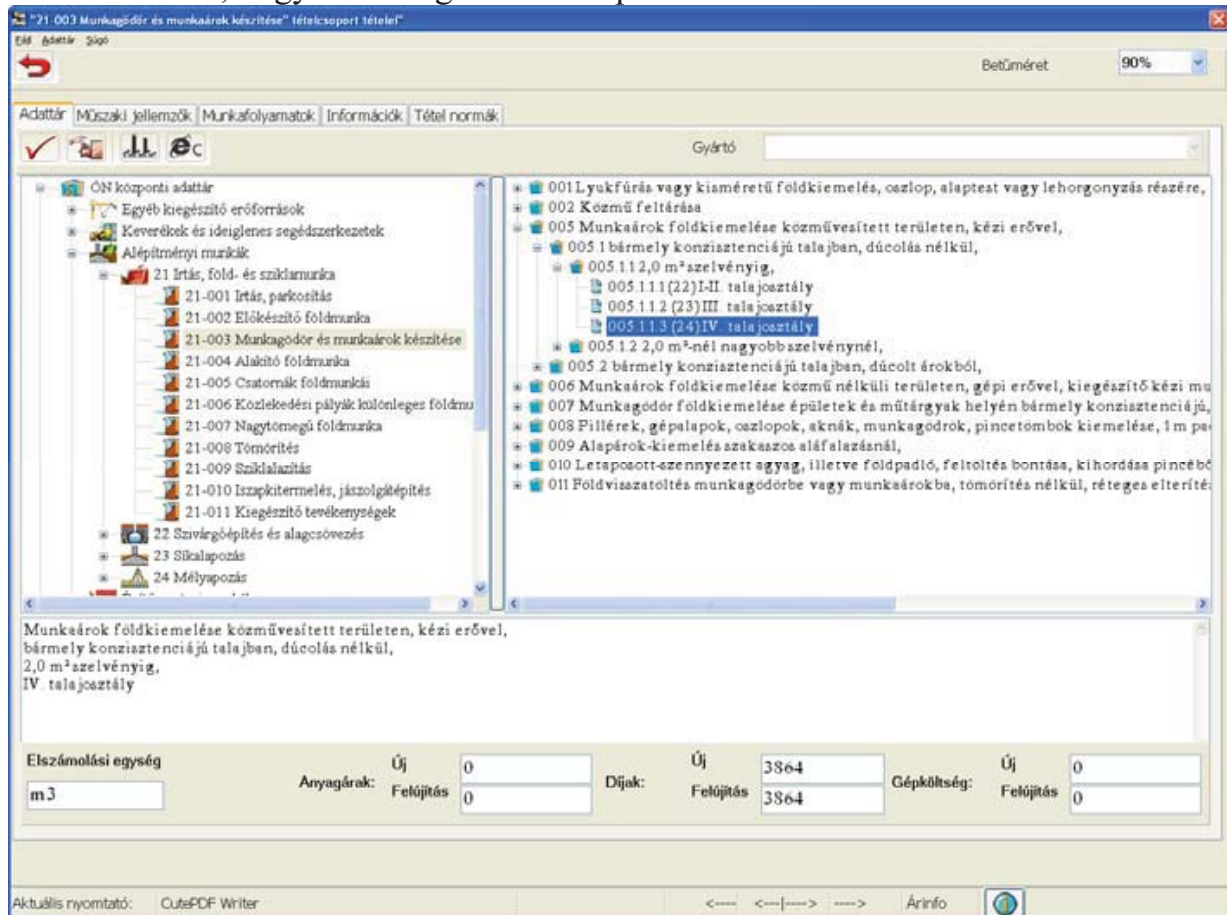 "21-003 Munkagödör és munkaárok készítése" tételcsoport tételei"
Adattár Súgó
Betűméret 90%
Adattár Műszaki jellemzők Munkafolyamatok Információk Tétel normák
Gyártó
ÖN központi adattár
Egyéb kiegészítő erőforrások
Keverékek és ideiglenes segédszerkezetek
Alépítményi munkák
21 Irtás, föld- és sziklamunka
21-001 Irtás, parkosítás
21-002 Előkészítő földmunka
21-003 Munkagödör és munkaárok készítése
21-004 Alakító földmunka
21-005 Csatornák földmunkái
21-006 Közlekedési pályák különleges földmu
21-007 Nagytömegű földmunka
21-008 Tömörítés
21-009 Sziklalazítás
21-010 Iszapkitermelés, jászolgátépítés
21-011 Kiegészítő tevékenységek
22 Szivárgóépítés és alagcsövezés
23 Síkalapozás
24 Mélyapozás
001 Lyukfúrás vagy kisméretű földkiemelés, oszlop, alaptest vagy lehorgonyzás részére,
002 Közmű feltárása
005 Munkaárok földkiemelése közművesített területen, kézi erővel,
005.1 bármely konzisztenciájú talajban, dúcolás nélkül,
005.1.1 2,0 m² szelvényig,
005.1.1.1 (22) I-II. talajosztály
005.1.1.2 (23) III. talajosztály
005.1.1.3 (24) IV. talajosztály
005.1.2 2,0 m²-nél nagyobb szelvénynél,
005.2 bármely konzisztenciájú talajban, dúcolt árokból,
006 Munkaárok földkiemelése közmű nélküli területen, gépi erővel, kiegészítő kézi mu
007 Munkagödör földkiemelése épületek és műtárgyak helyén bármely konzisztenciájú,
008 Pillérek, gépalapok, oszlopok, aknák, munkagödrök, pincetömbök kiemelése, 1m pa
009 Alapárok-kiemelés szakaszos aláfalazásnál,
010 Letaposott-szennyezett agyag, illetve földpadló, feltöltés bontása, kihordása pincéb
011 Földvisszatöltés munkagödörbe vagy munkaárokba, tömörítés nélkül, réteges elteríté
Munkaárok földkiemelése közművesített területen, kézi erővel,
bármely konzisztenciájú talajban, dúcolás nélkül,
2,0 m² szelvényig,
IV. talajosztály
Elszámolási egység
m3
Anyagárak: Új 0 Felújítás 0
Díjak: Új 3864 Felújítás 3864
Gépköltség: Új 0 Felújítás 0
Aktuális nyomtató: CutePDF Writer <---- <---|----> ----> Árinfo